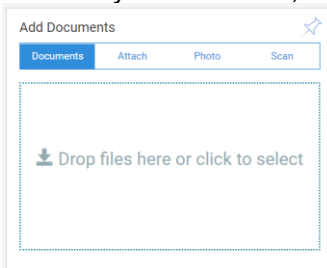 Add Documents
Documents Attach Photo Scan
Drop files here or click to select